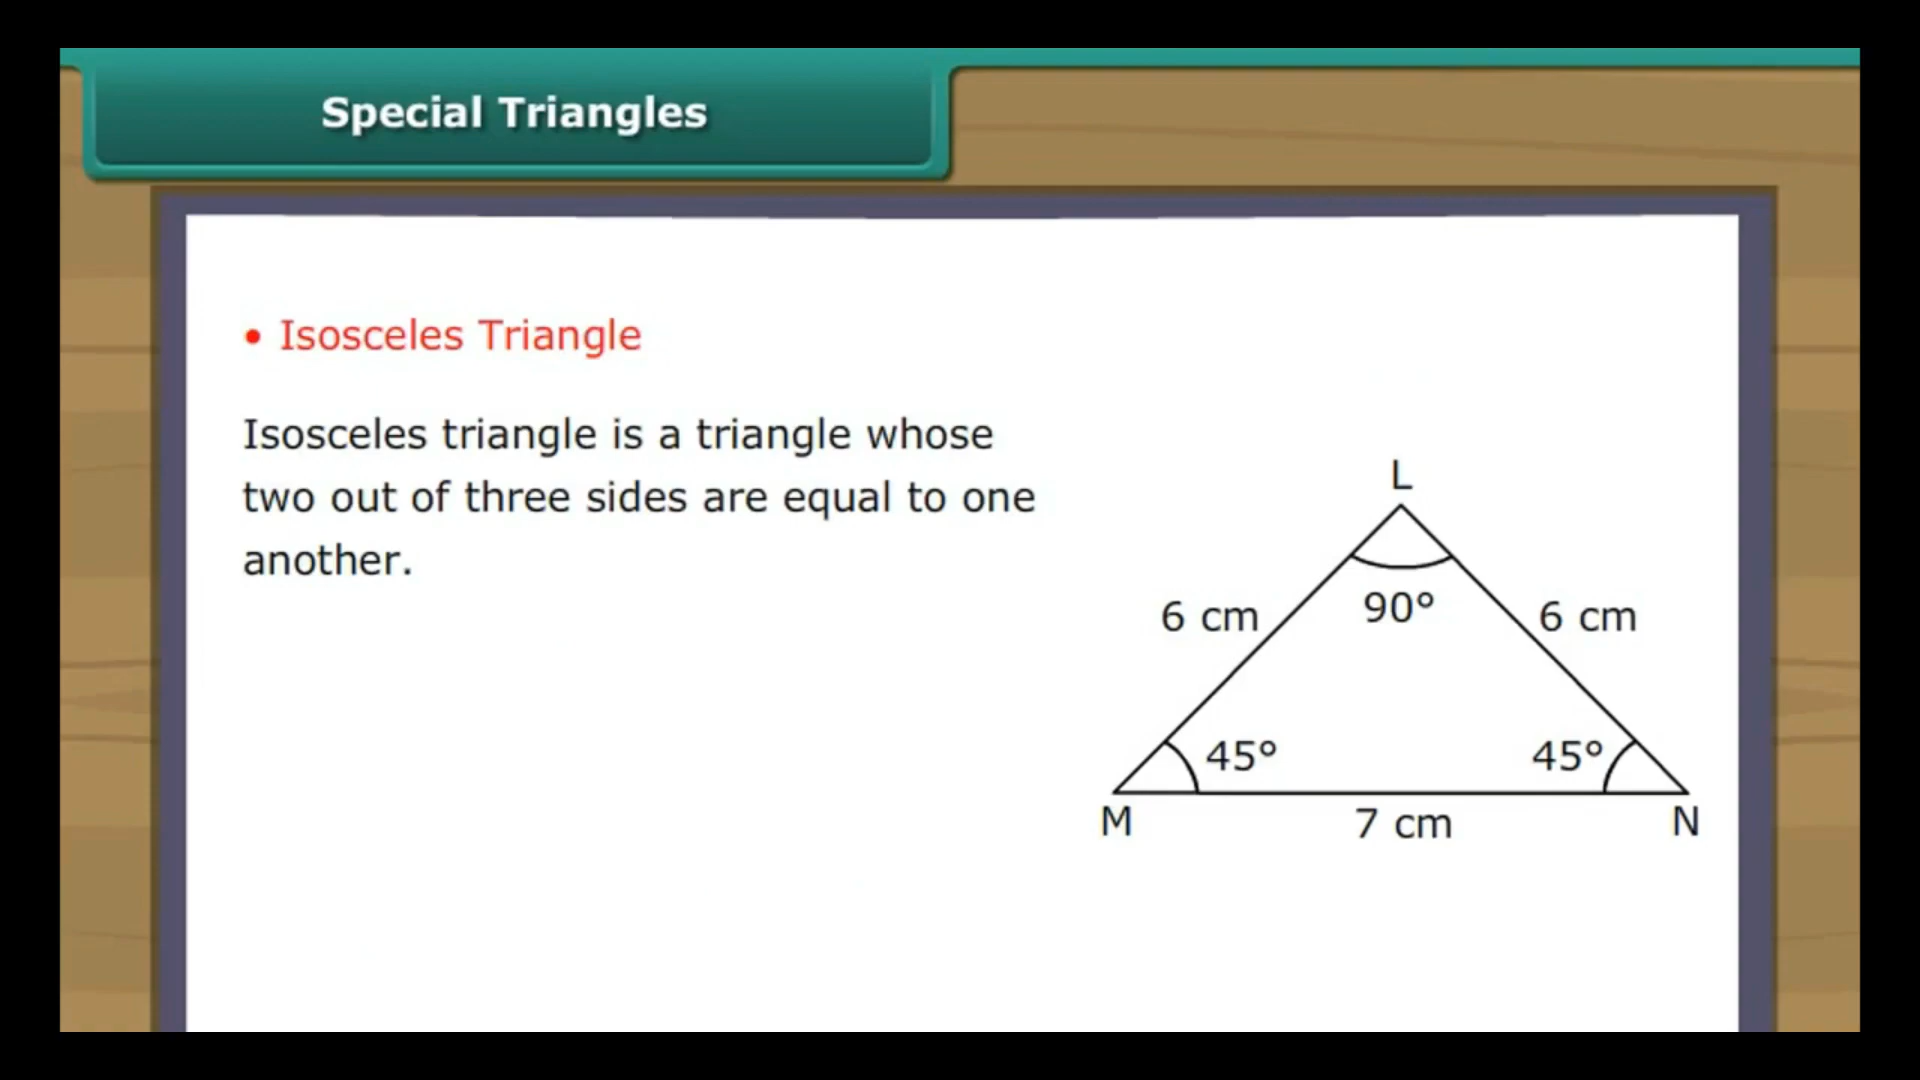 Special Triangles
• Isosceles Triangle
Isosceles triangle is a triangle whose
two out of three sides are equal to one
another.
L
90°
6 cm
6 cm
45°
45°
M
7 cm
N